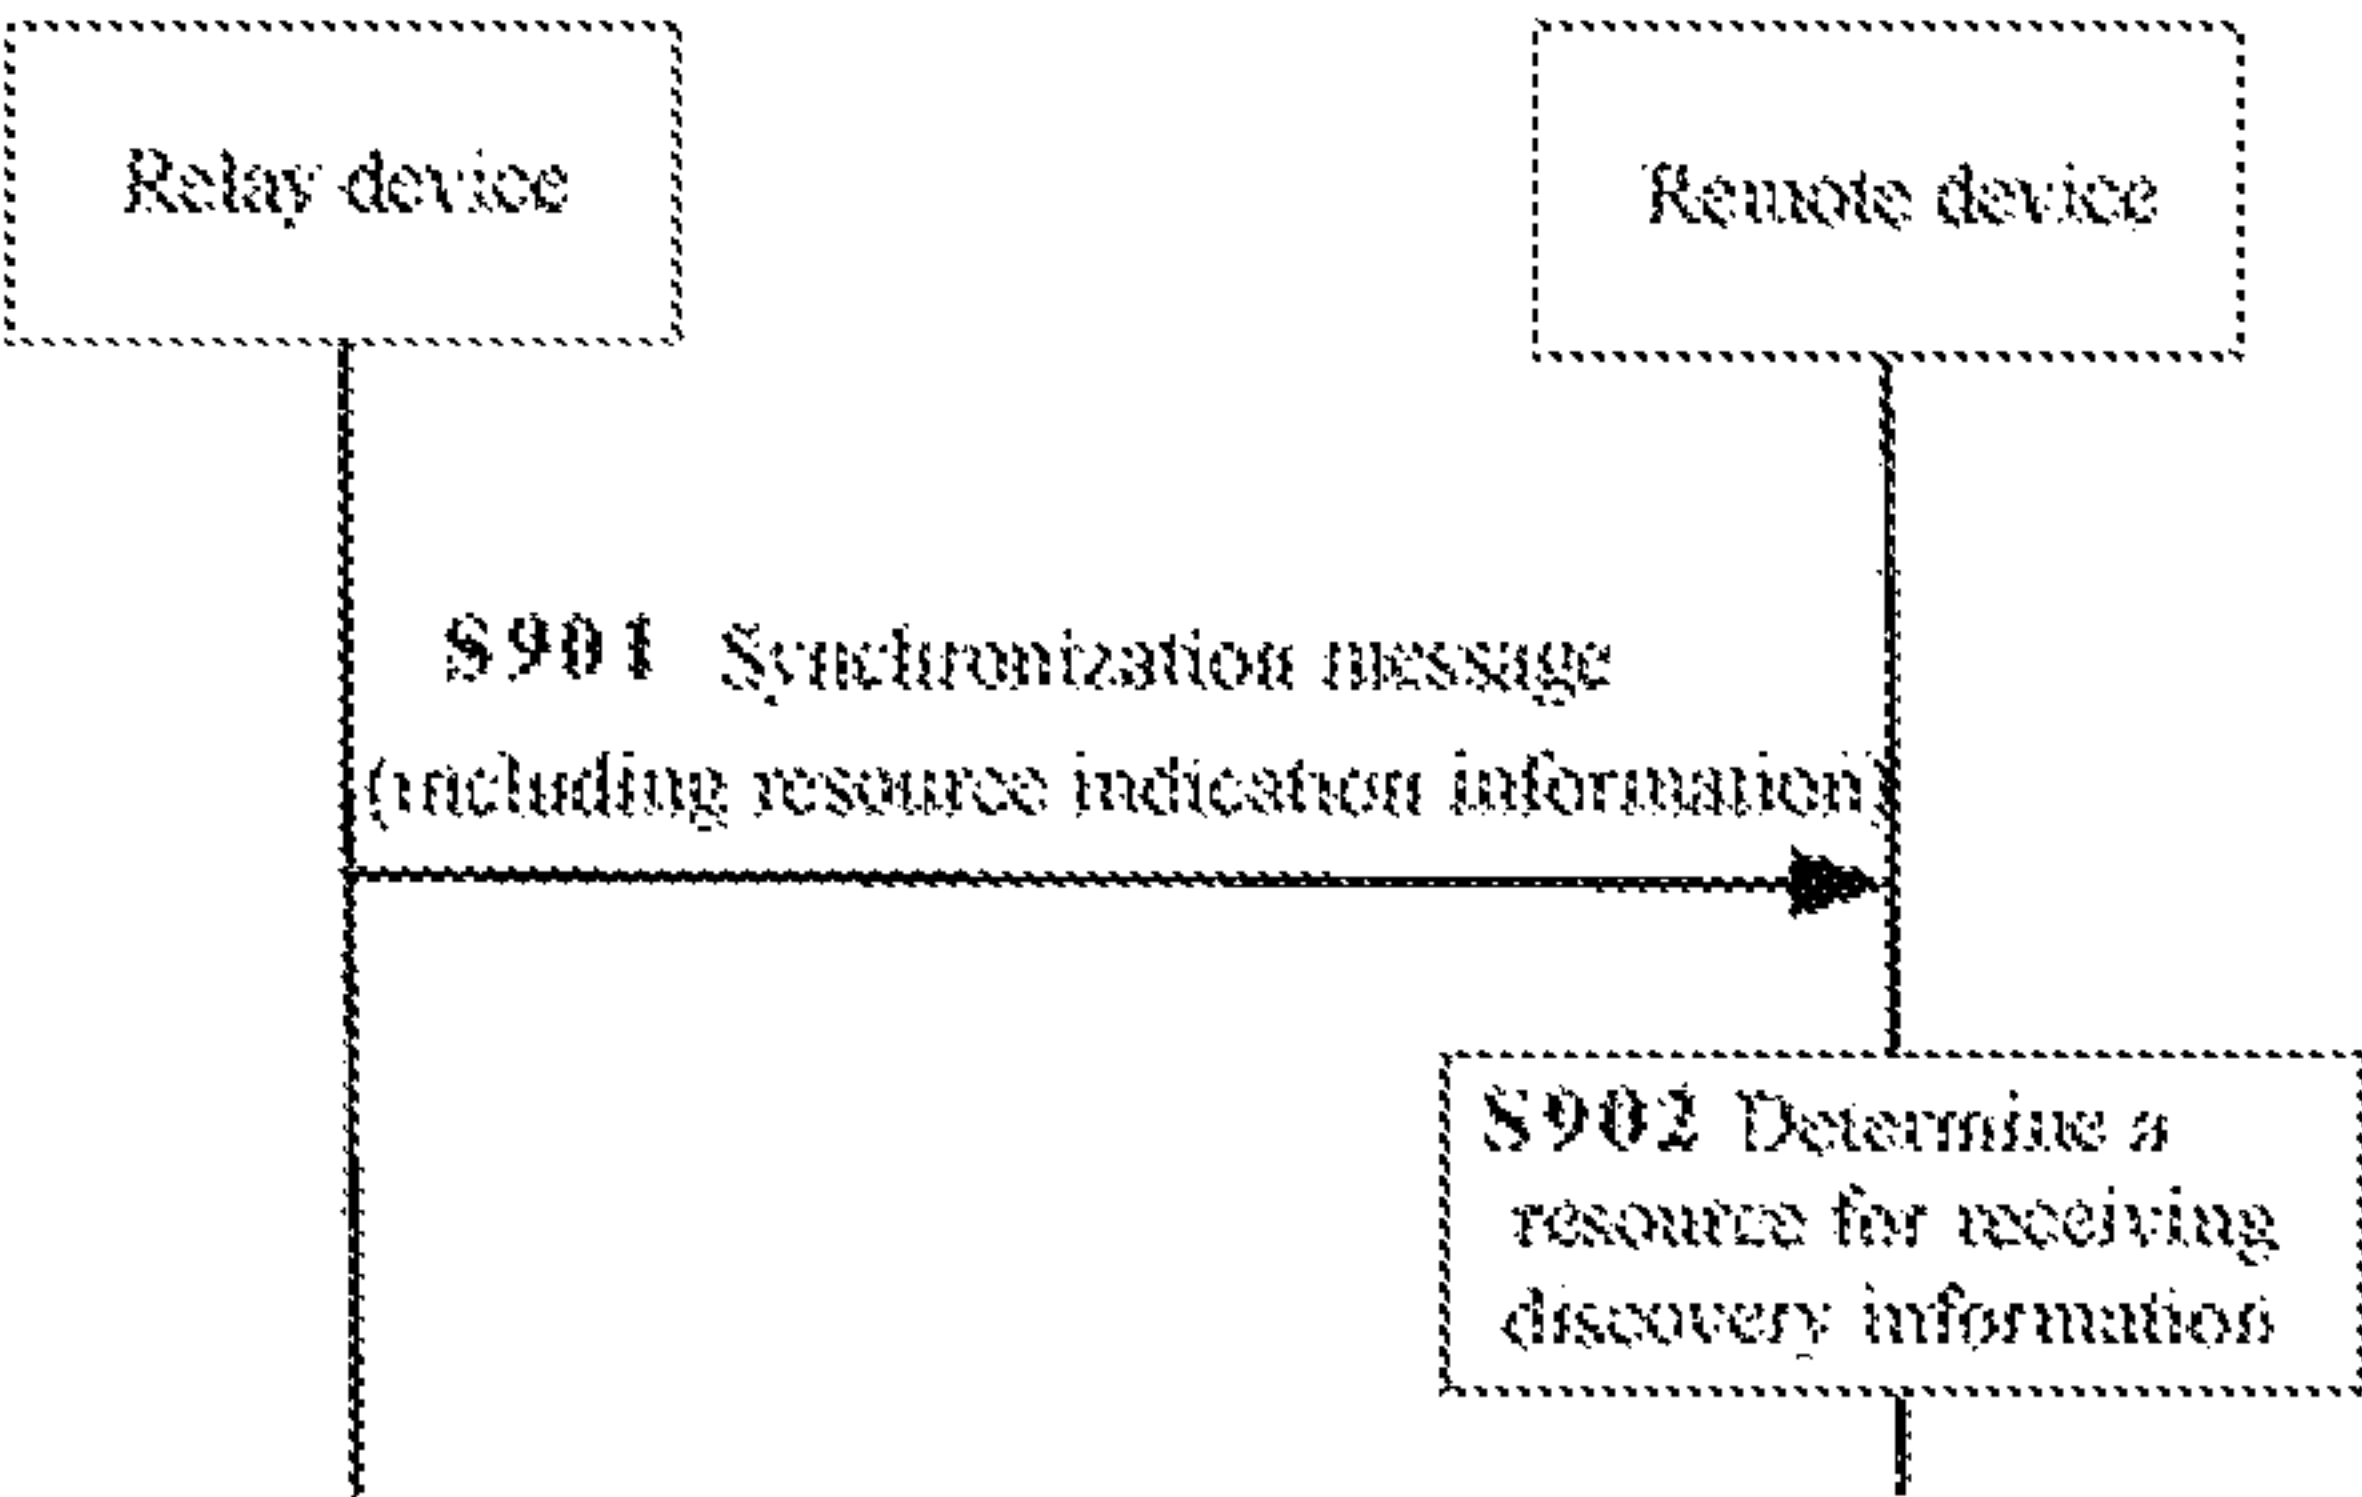 Relay device
Remote device
S901 Synchronization message
(including resource indication information)
S902 Determine a
resource for receiving
discovery information